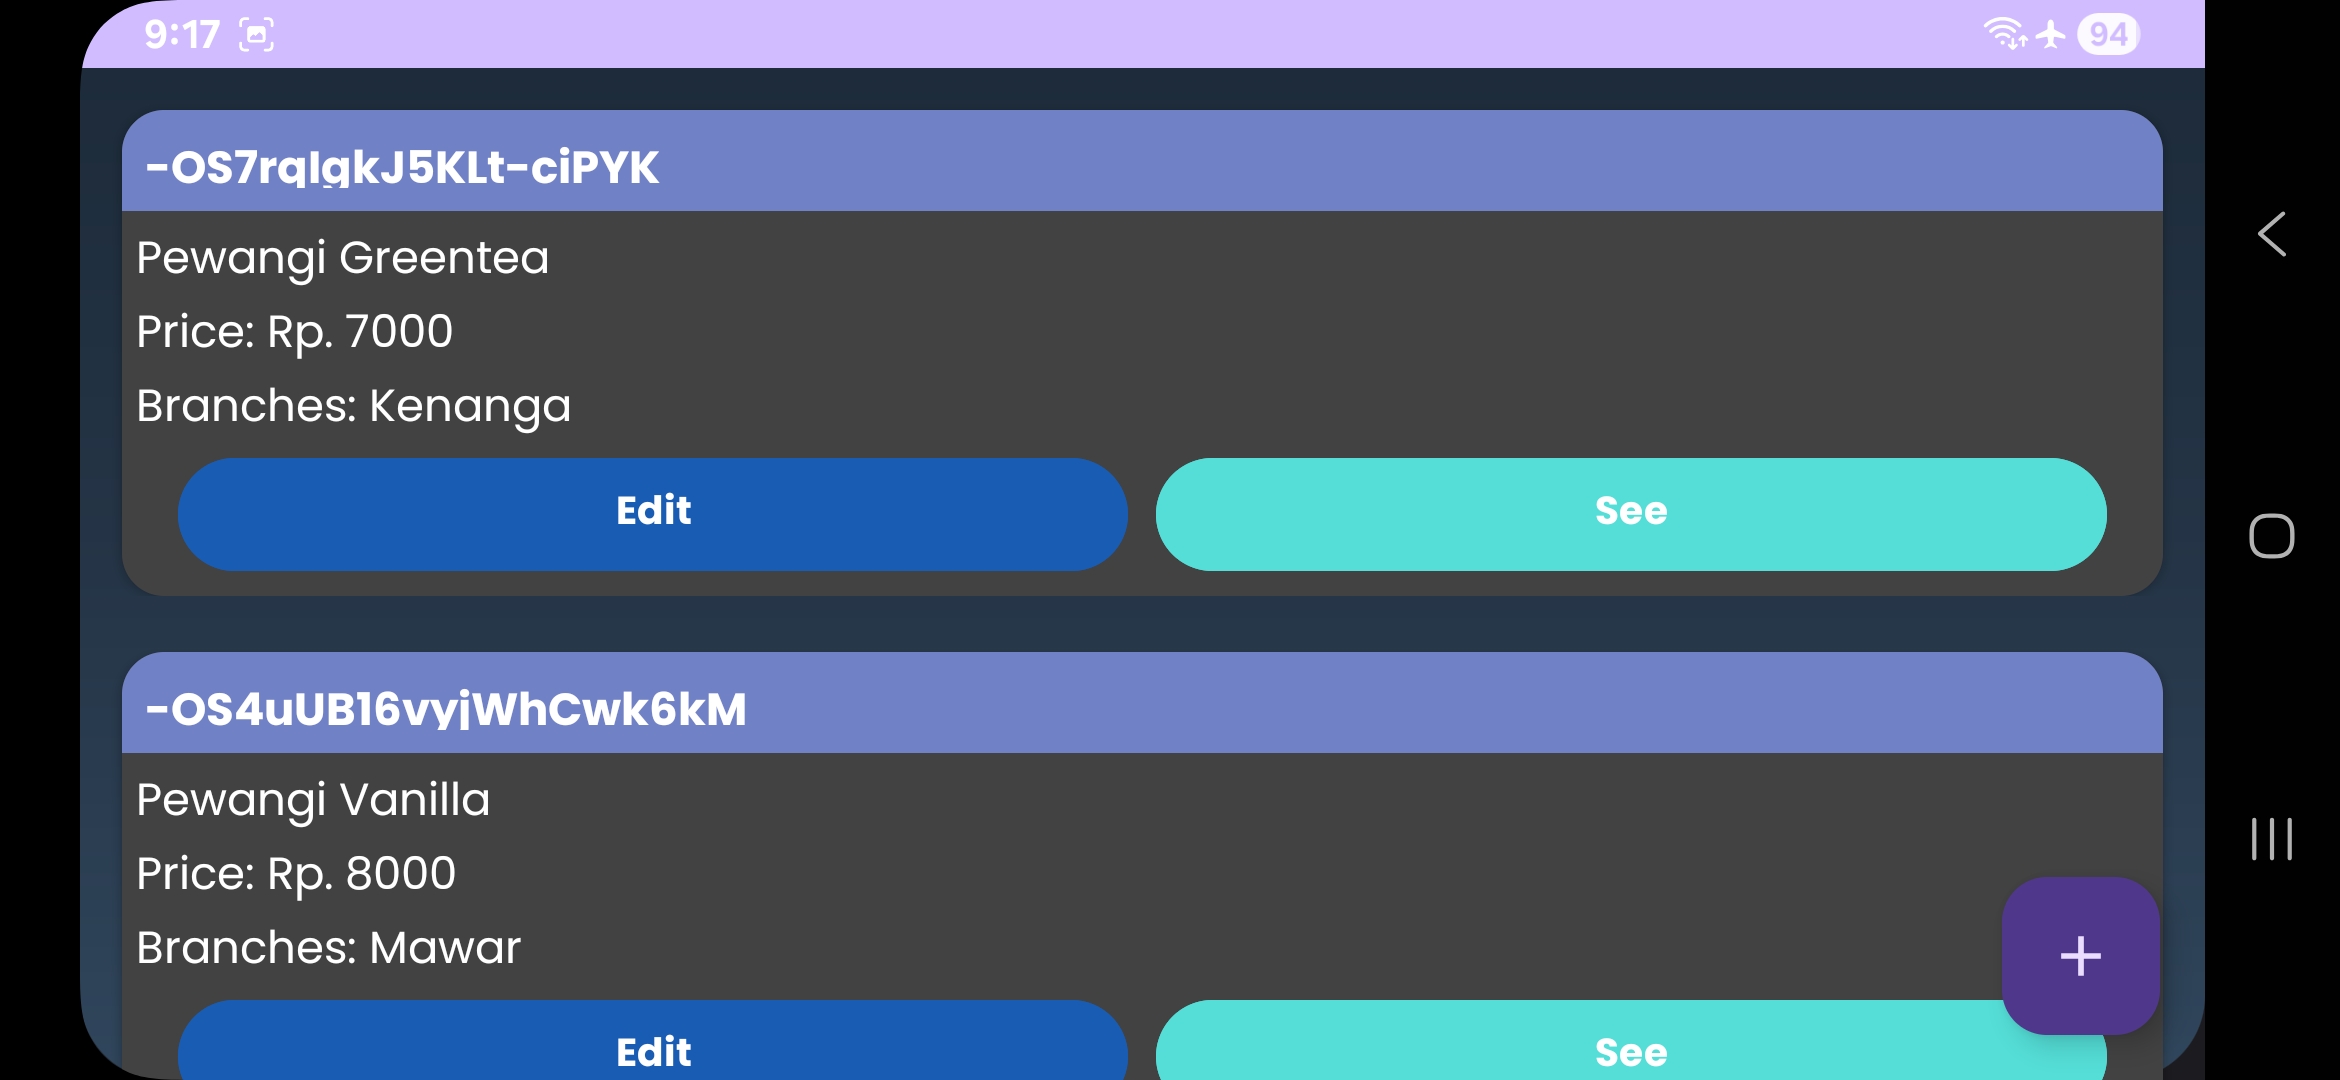 9:17
94
-OS7rqIgkJ5KLt-ciPYK
Pewangi Greentea
Price: Rp. 7000
Branches: Kenanga
Edit
See
-OS4uUB16vyjWhCwk6kM
Pewangi Vanilla
Price: Rp. 8000
Branches: Mawar
Edit
See